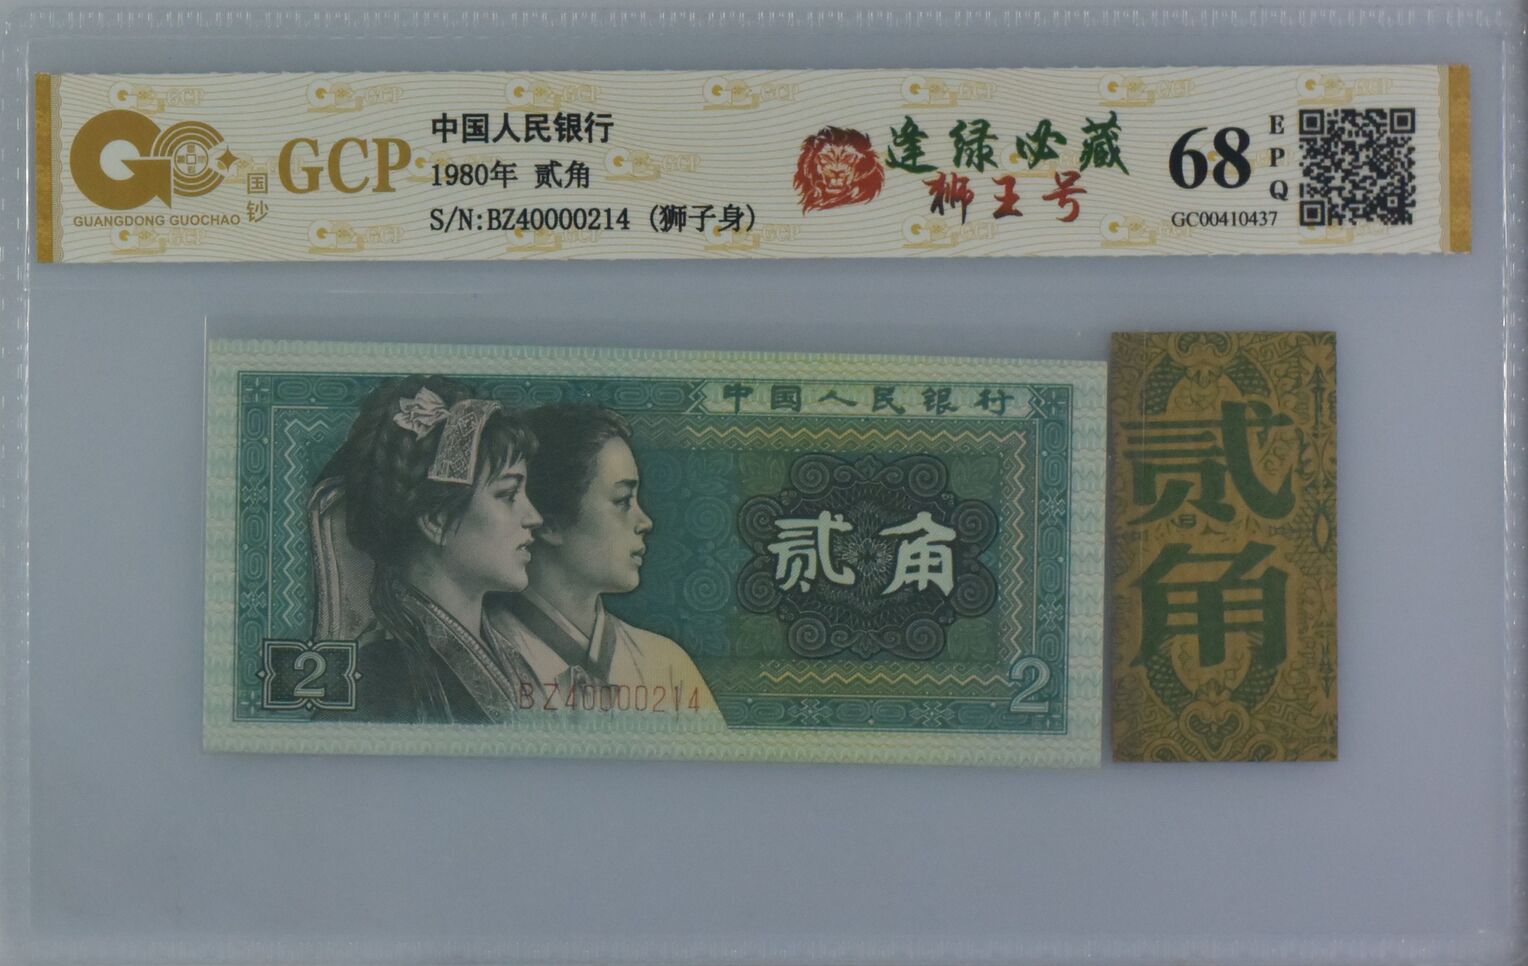 GCP
国钞
GUANGDONG GUOCHAO
中国人民银行
1980年 贰角
S/N:BZ40000214 (狮子身)
逢绿必藏
狮王号
68
EPQ
GC00410437
中国人民银行
贰角
2
BZ40000214
2
贰角